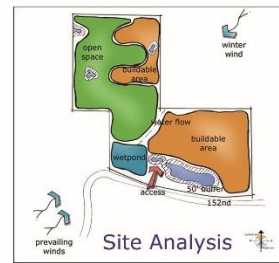 open
space
buildable
area
winter
wind
water flow
buildable
area
wetpond
access
50' buffer
152nd
prevailing
winds
Site Analysis